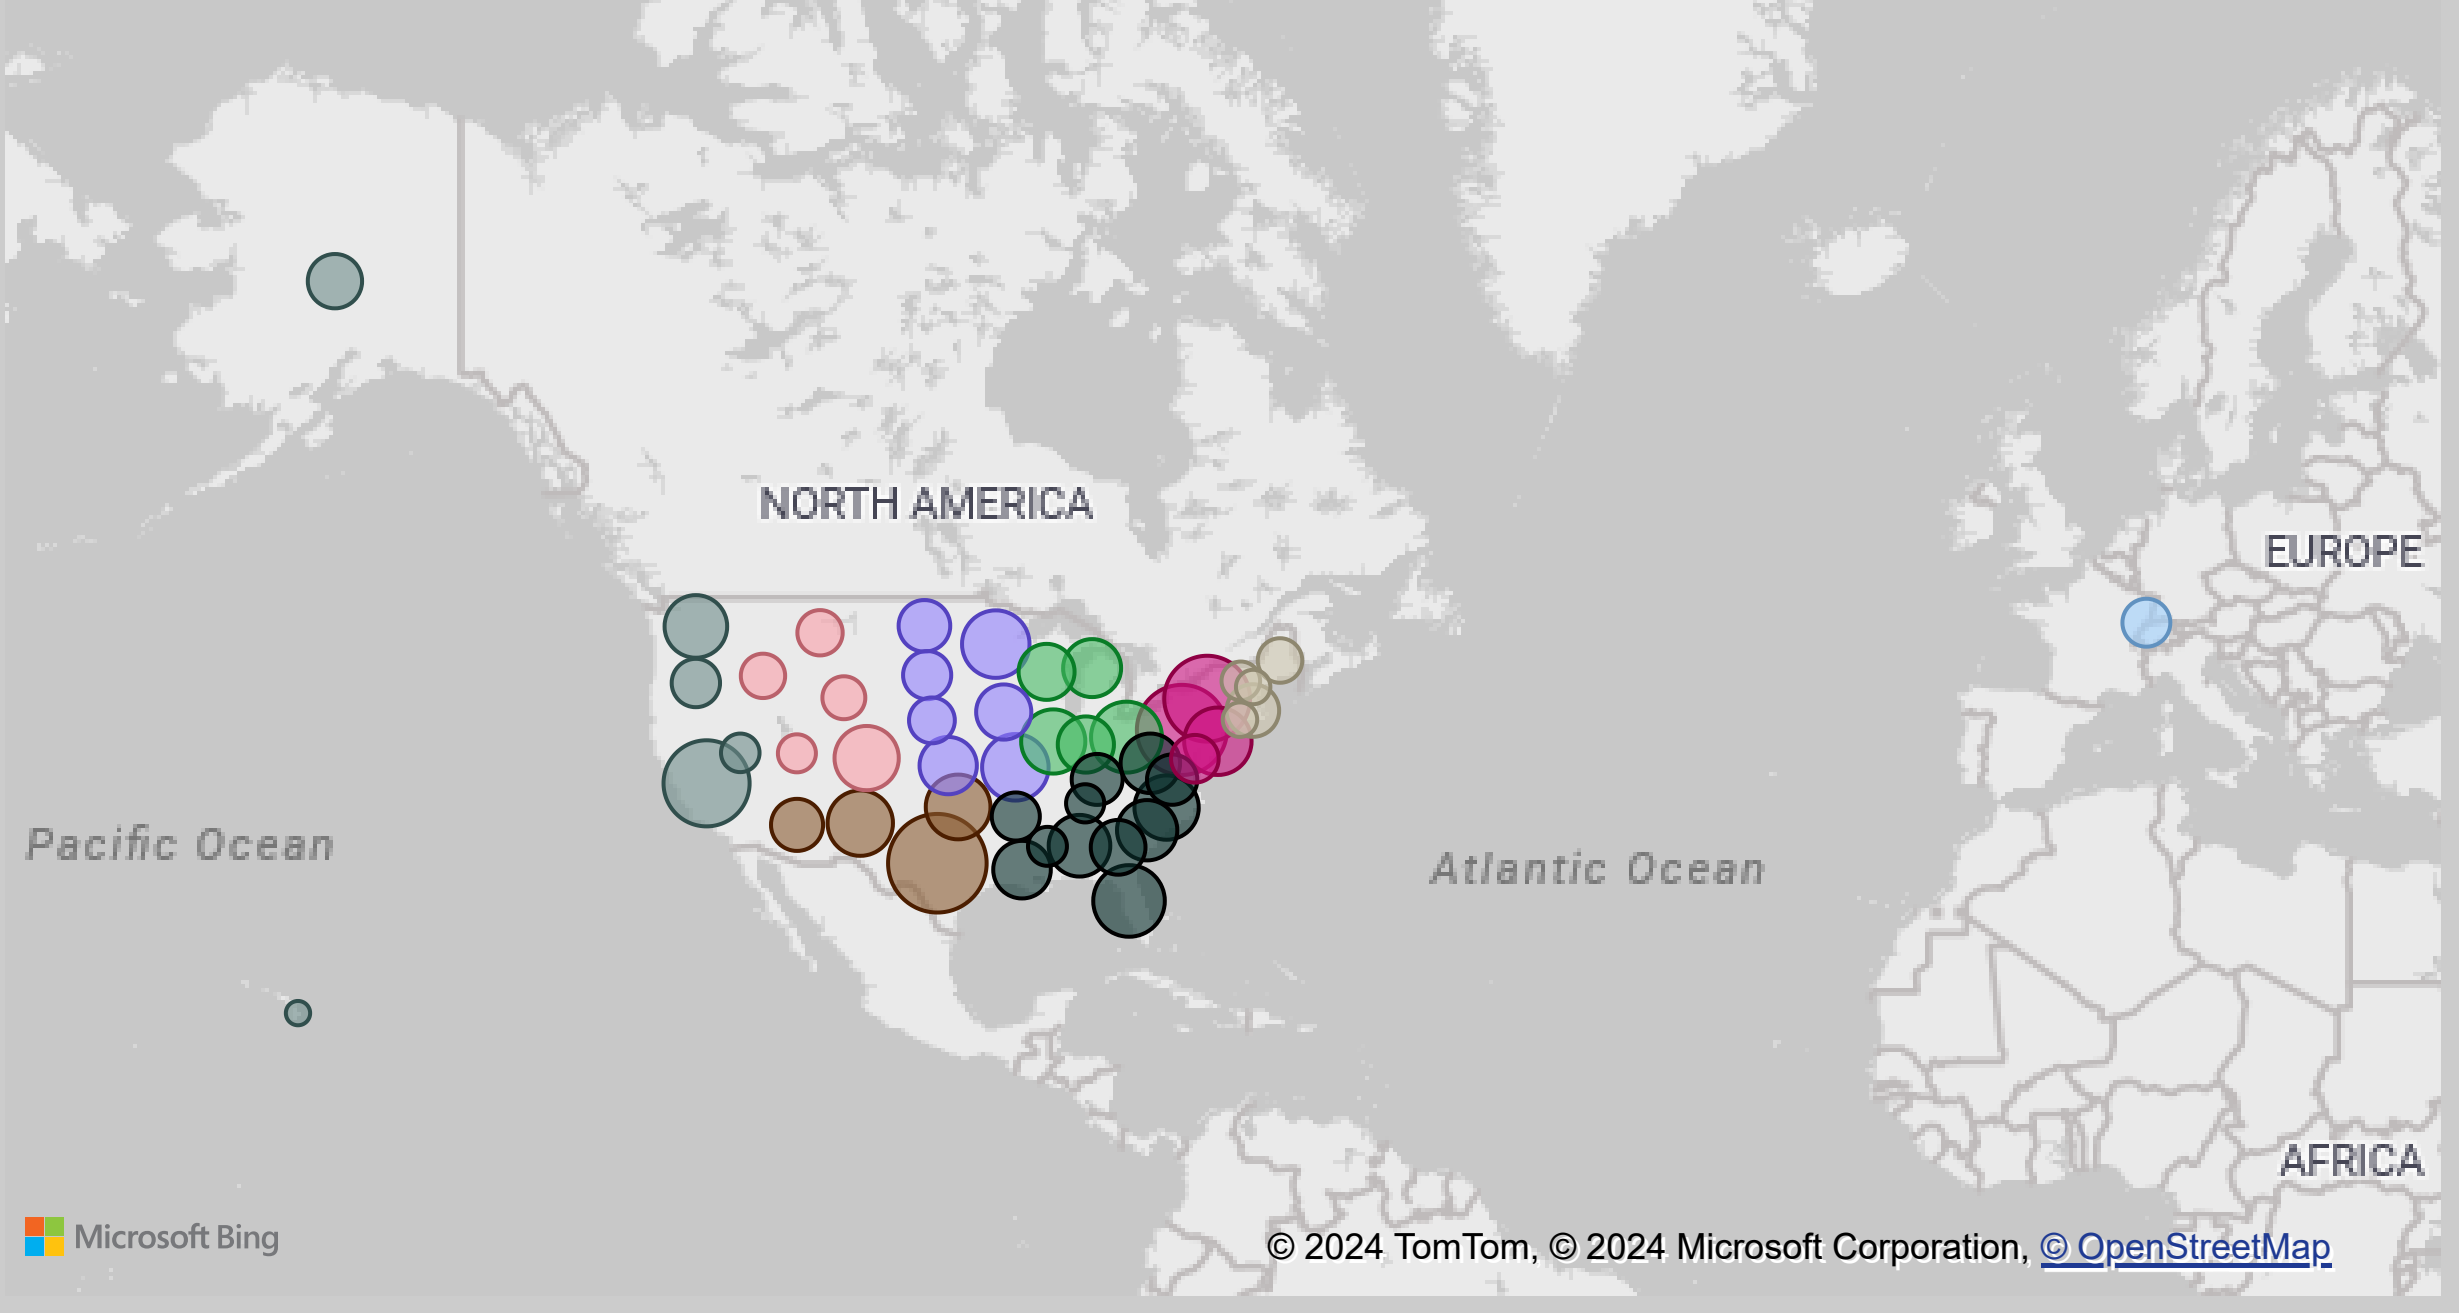 NORTH AMERICA
EUROPE
Pacific Ocean
Atlantic Ocean
AFRICA
Microsoft Bing
© 2024 TomTom, © 2024 Microsoft Corporation, © OpenStreetMap